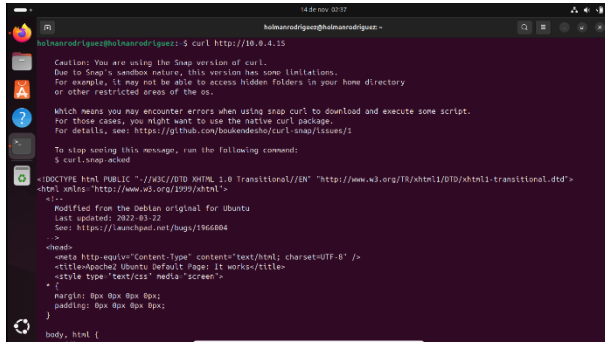 14 de nov 02:37
holmanrodriguez@holmanrodriguez: ~
holmanrodriguez@holmanrodriguez:~$ curl http://10.0.4.15
Caution: You are using the Snap version of curl.
Due to Snap's sandbox nature, this version has some limitations.
For example, it may not be able to access hidden folders in your home directory
or other restricted areas of the os.
Which means you may encounter errors when using snap curl to download and execute some script.
For those cases, you might want to use the native curl package.
For details, see: https://github.com/boukendesho/curl-snap/issues/1
To stop seeing this message, run the following command:
$ curl.snap-acked
<!DOCTYPE html PUBLIC "-//W3C//DTD XHTML 1.0 Transitional//EN" "http://www.w3.org/TR/xhtml1/DTD/xhtml1-transitional.dtd">
<html xmlns="http://www.w3.org/1999/xhtml">
<!--
Modified from the Debian original for Ubuntu
Last updated: 2022-03-22
See: https://launchpad.net/bugs/1966004
-->
<head>
<meta http-equiv="Content-Type" content="text/html; charset=UTF-8" />
<title>Apache2 Ubuntu Default Page: It works</title>
<style type="text/css" media="screen">
* {
margin: 0px 0px 0px 0px;
padding: 0px 0px 0px 0px;
}
body, html {